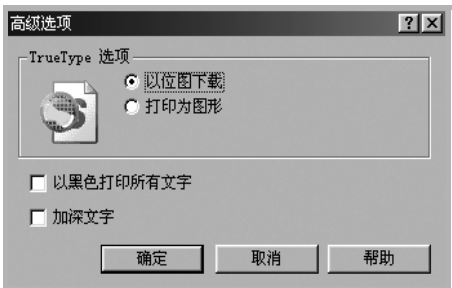 高级选项
TrueType 选项
以位图下载
打印为图形
以黑色打印所有文字
加深文字
确定 取消 帮助